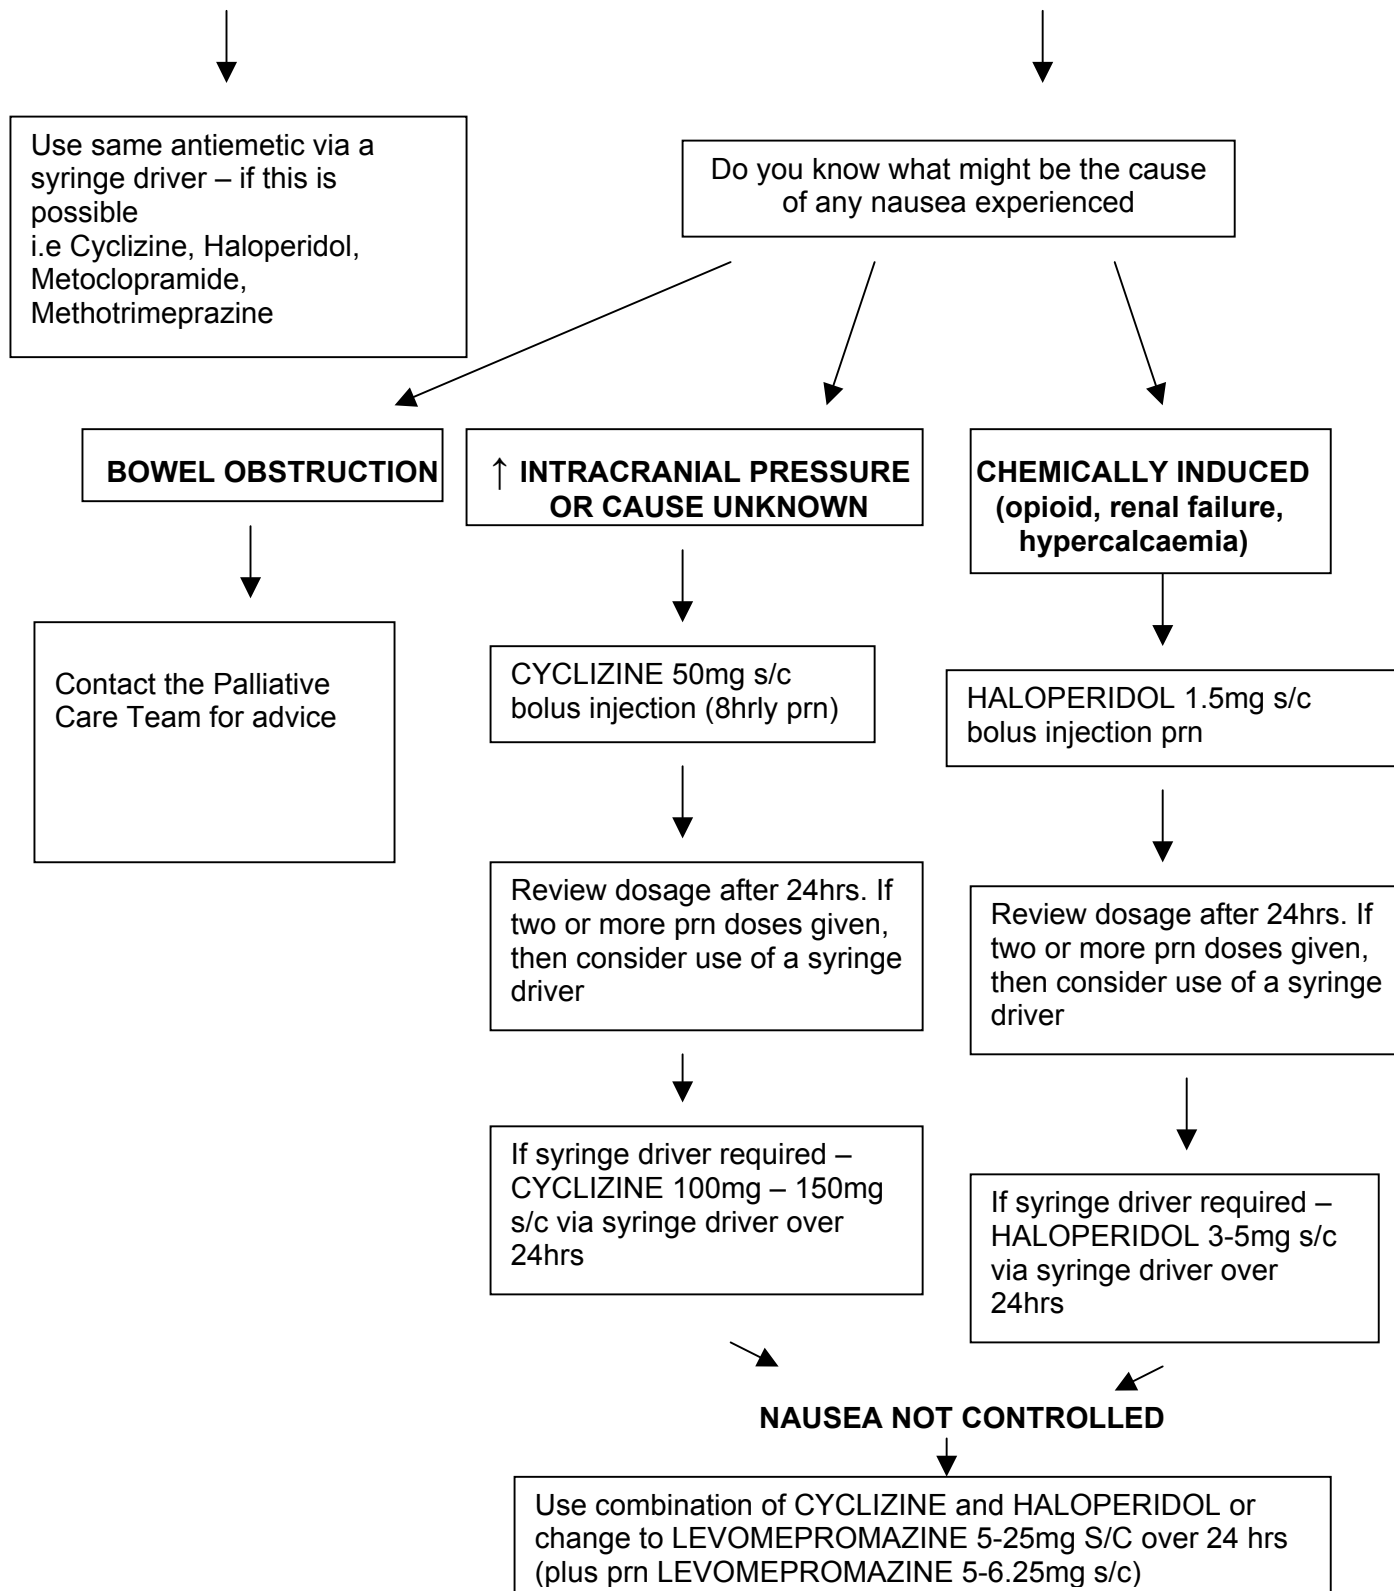 Use same antiemetic via a
syringe driver – if this is
possible
i.e Cyclizine, Haloperidol,
Metoclopramide,
Methotrimeprazine
Do you know what might be the cause
of any nausea experienced
BOWEL OBSTRUCTION
↑ INTRACRANIAL PRESSURE
OR CAUSE UNKNOWN
CHEMICALLY INDUCED
(opioid, renal failure,
hypercalcaemia)
Contact the Palliative
Care Team for advice
CYCLIZINE 50mg s/c
bolus injection (8hrly prn)
HALOPERIDOL 1.5mg s/c
bolus injection prn
Review dosage after 24hrs. If
two or more prn doses given,
then consider use of a syringe
driver
Review dosage after 24hrs. If
two or more prn doses given,
then consider use of a syringe
driver
If syringe driver required –
CYCLIZINE 100mg – 150mg
s/c via syringe driver over
24hrs
If syringe driver required –
HALOPERIDOL 3-5mg s/c
via syringe driver over
24hrs
NAUSEA NOT CONTROLLED
Use combination of CYCLIZINE and HALOPERIDOL or
change to LEVOMEPROMAZINE 5-25mg S/C over 24 hrs
(plus prn LEVOMEPROMAZINE 5-6.25mg s/c)